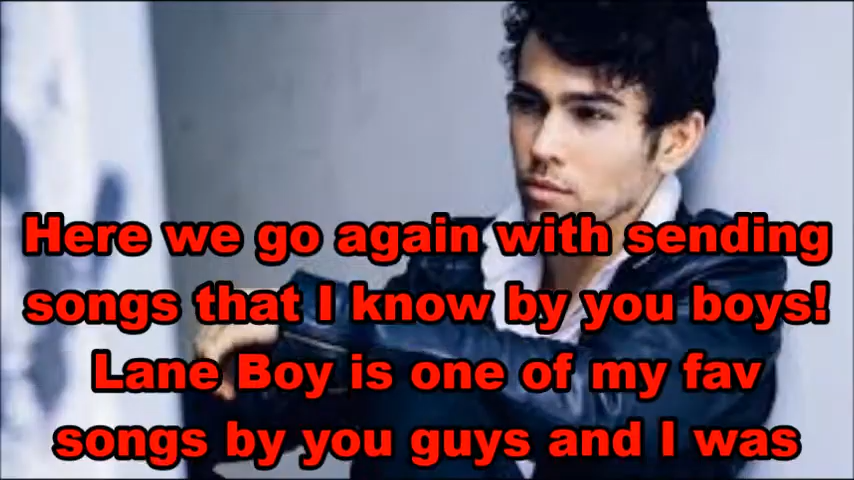 Here we go again with sending
songs that I know by you boys!
Lane Boy is one of my fav
songs by you guys and I was